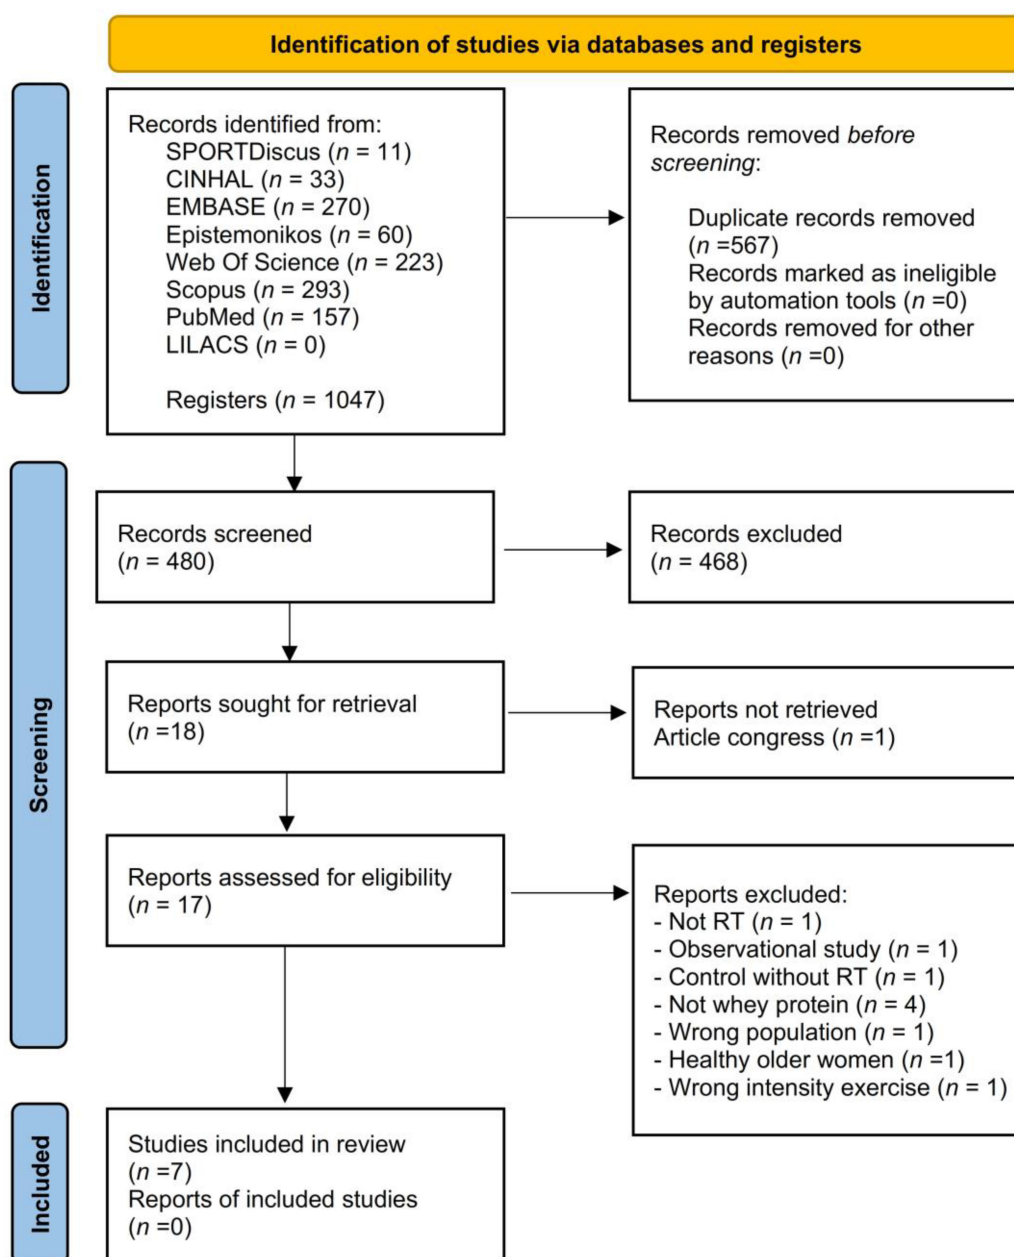 Identification of studies via databases and registers
Identification
Records identified from:
SPORTDiscus (n = 11)
CINHAL (n = 33)
EMBASE (n = 270)
Epistemonikos (n = 60)
Web Of Science (n = 223)
Scopus (n = 293)
PubMed (n = 157)
LILACS (n = 0)
Registers (n = 1047)
Records removed before
screening:
Duplicate records removed
(n =567)
Records marked as ineligible
by automation tools (n =0)
Records removed for other
reasons (n =0)
Screening
Records screened
(n = 480)
Records excluded
(n = 468)
Reports sought for retrieval
(n =18)
Reports not retrieved
Article congress (n =1)
Reports assessed for eligibility
(n = 17)
Reports excluded:
- Not RT (n = 1)
- Observational study (n = 1)
- Control without RT (n = 1)
- Not whey protein (n = 4)
- Wrong population (n = 1)
- Healthy older women (n =1)
- Wrong intensity exercise (n = 1)
Included
Studies included in review
(n =7)
Reports of included studies
(n =0)